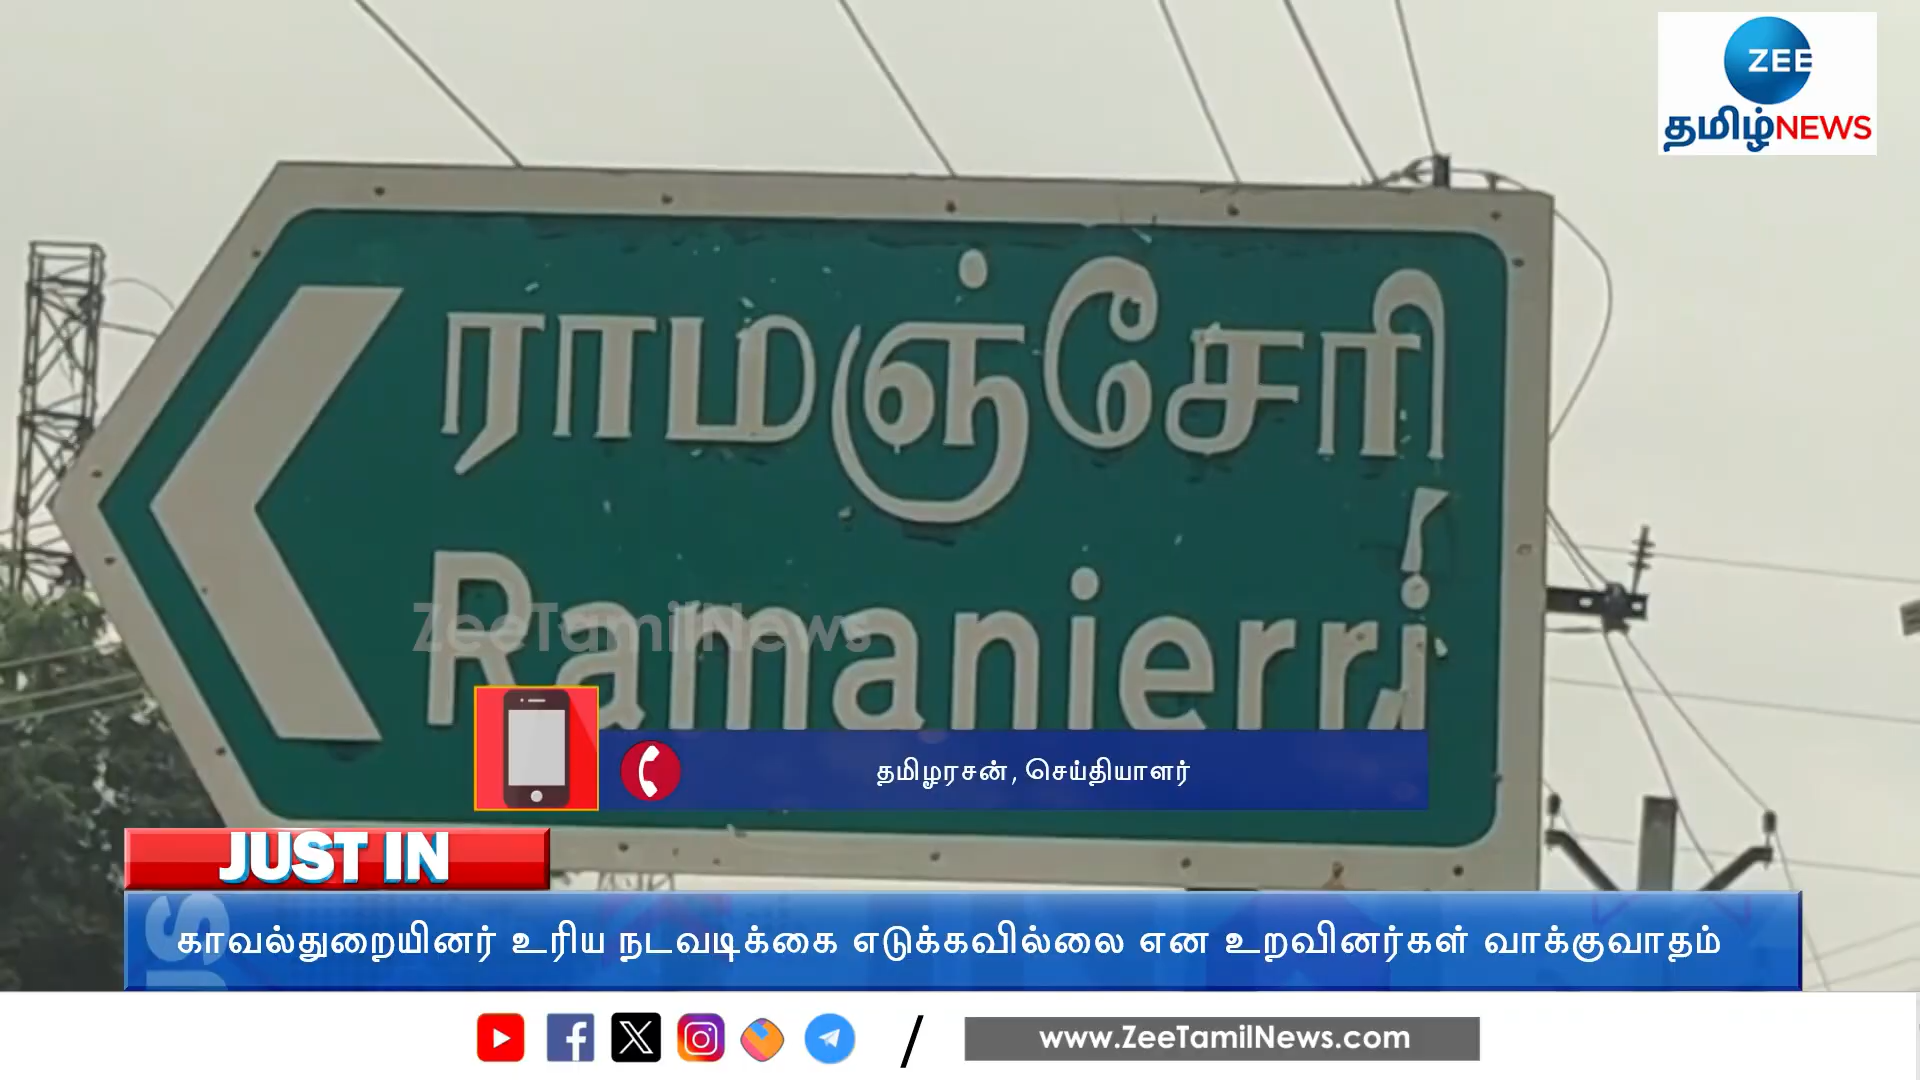 ZEE
தமிழ்NEWS
ராமஞ்சேரி
Ramanjerri
ZeeTamilNews
தமிழரசன், செய்தியாளர்
JUST IN
காவல்துறையினர் உரிய நடவடிக்கை எடுக்கவில்லை என உறவினர்கள் வாக்குவாதம்
www.ZeeTamilNews.com